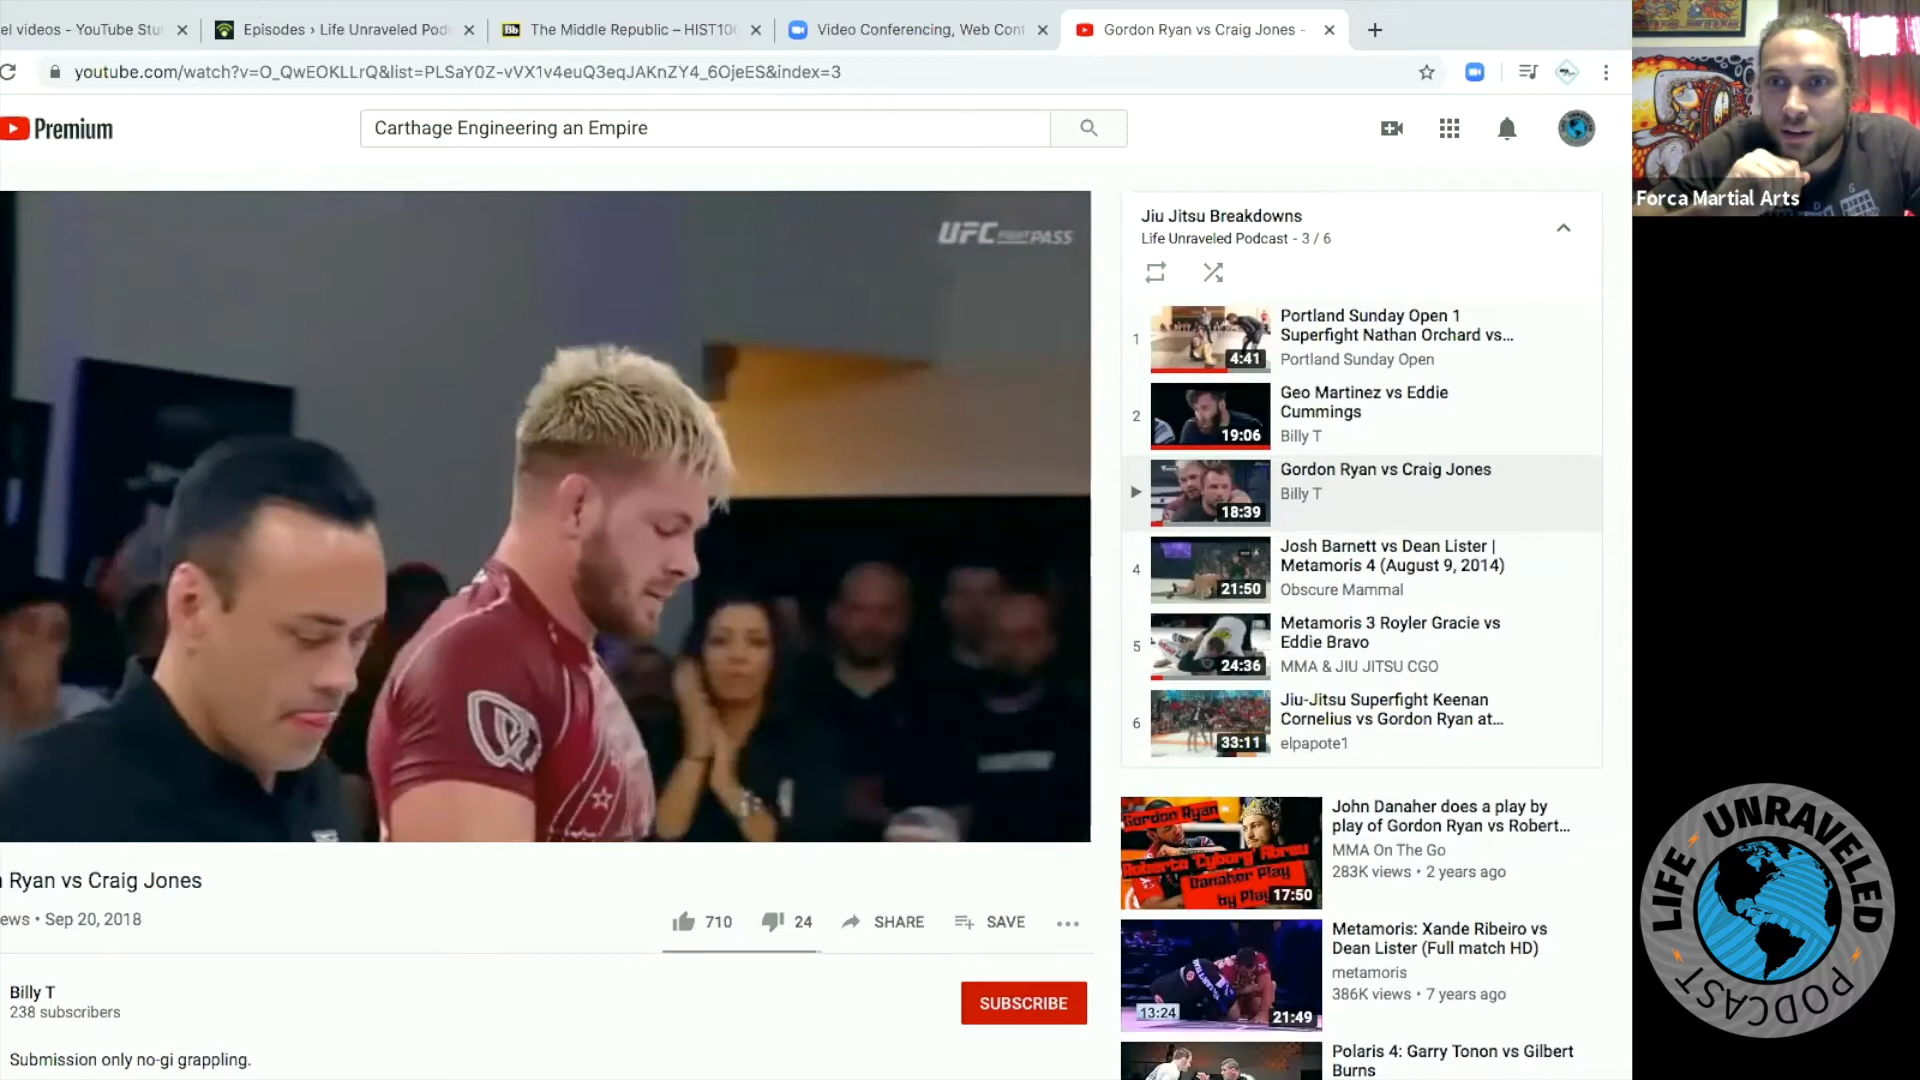 el videos - YouTube Stu
Episodes › Life Unraveled Pod
Bb
The Middle Republic – HIST10
Video Conferencing, Web Cont
Gordon Ryan vs Craig Jones -
youtube.com/watch?v=O_QwEOKLLrQ&list=PLSaY0Z-vVX1v4euQ3eqJAKnZY4_6OjeES&index=3
Premium
Carthage Engineering an Empire
Forca Martial Arts
UFC FIGHT PASS
Jiu Jitsu Breakdowns
Life Unraveled Podcast - 3 / 6
1
4:41
Portland Sunday Open 1
Superfight Nathan Orchard vs...
Portland Sunday Open
2
19:06
Geo Martinez vs Eddie
Cummings
Billy T
18:39
Gordon Ryan vs Craig Jones
Billy T
4
21:50
Josh Barnett vs Dean Lister |
Metamoris 4 (August 9, 2014)
Obscure Mammal
5
24:36
Metamoris 3 Royler Gracie vs
Eddie Bravo
MMA & JIU JITSU CGO
6
33:11
Jiu-Jitsu Superfight Keenan
Cornelius vs Gordon Ryan at...
elpapote1
Gordon Ryan
Roberto "Cyborg" Abreu
Danaher Play
by Play
17:50
John Danaher does a play by
play of Gordon Ryan vs Robert...
MMA On The Go
283K views • 2 years ago
13:24
21:49
Metamoris: Xande Ribeiro vs
Dean Lister (Full match HD)
metamoris
386K views • 7 years ago
Polaris 4: Garry Tonon vs Gilbert
Burns
Ryan vs Craig Jones
ews • Sep 20, 2018
710
24
SHARE
SAVE
Billy T
238 subscribers
SUBSCRIBE
Submission only no-gi grappling.
LIFE UNRAVELED PODCAST